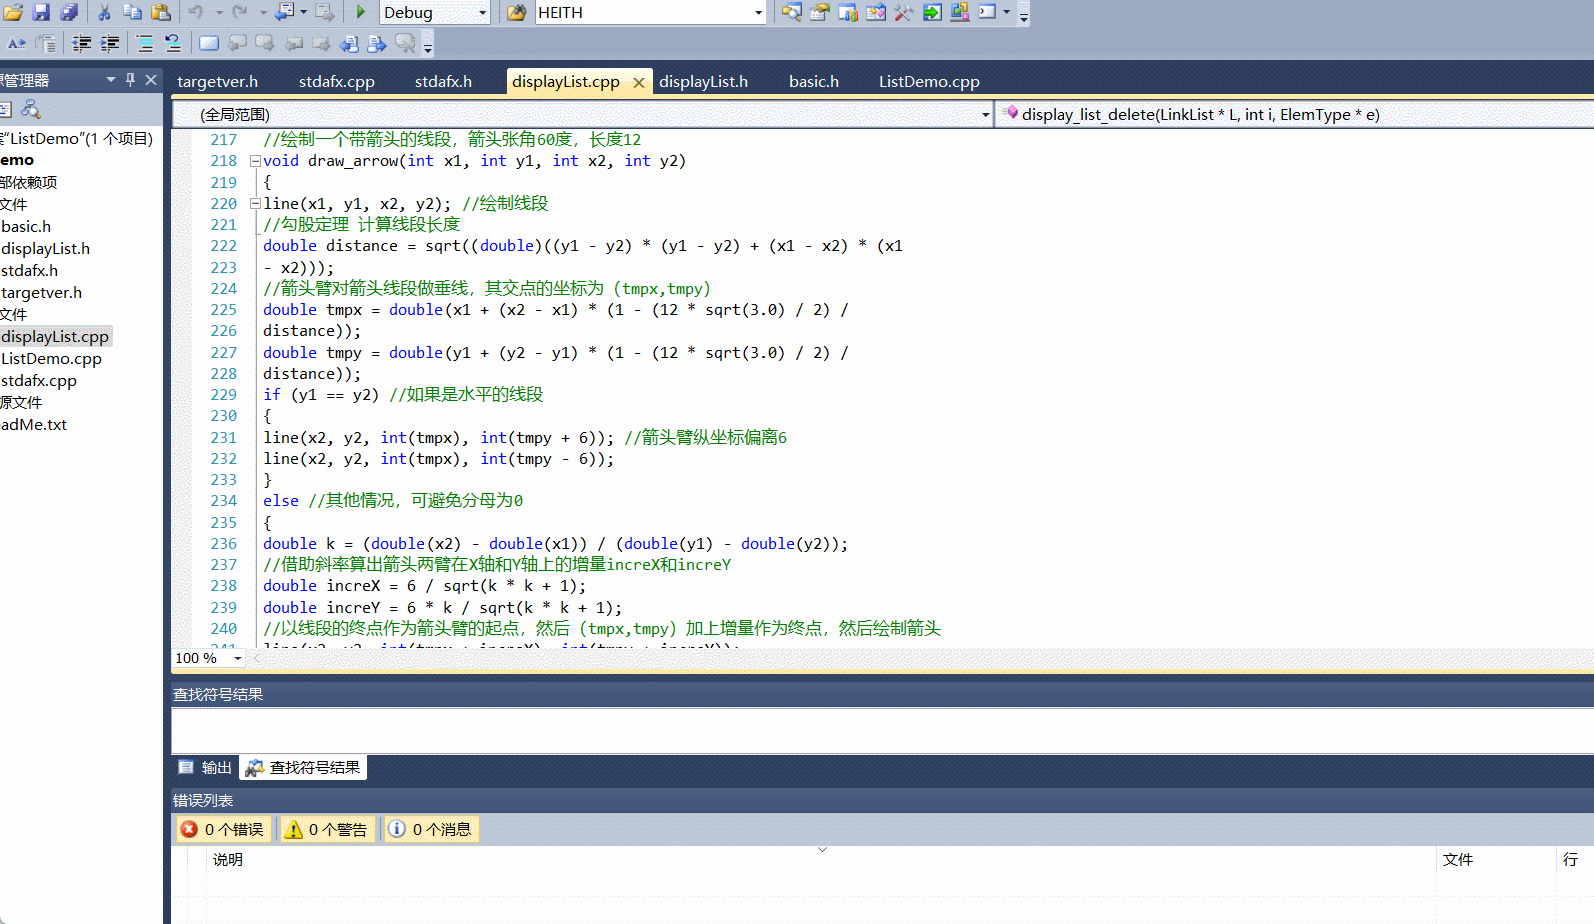 Debug
HEITH
源管理器
targetver.h
stdafx.cpp
stdafx.h
displayList.cpp
displayList.h
basic.h
ListDemo.cpp
(全局范围)
display_list_delete(LinkList * L, int i, ElemType * e)
“ListDemo”(1 个项目)
emo
部依赖项
文件
basic.h
displayList.h
stdafx.h
targetver.h
文件
displayList.cpp
ListDemo.cpp
stdafx.cpp
源文件
adMe.txt
217 //绘制一个带箭头的线段，箭头张角60度，长度12
218 void draw_arrow(int x1, int y1, int x2, int y2)
219 {
220 line(x1, y1, x2, y2); //绘制线段
221 //勾股定理 计算线段长度
222 double distance = sqrt((double)((y1 - y2) * (y1 - y2) + (x1 - x2) * (x1
223 - x2)));
224 //箭头臂对箭头线段做垂线，其交点的坐标为（tmpx,tmpy）
225 double tmpx = double(x1 + (x2 - x1) * (1 - (12 * sqrt(3.0) / 2) /
226 distance));
227 double tmpy = double(y1 + (y2 - y1) * (1 - (12 * sqrt(3.0) / 2) /
228 distance));
229 if (y1 == y2) //如果是水平的线段
230 {
231 line(x2, y2, int(tmpx), int(tmpy + 6)); //箭头臂纵坐标偏离6
232 line(x2, y2, int(tmpx), int(tmpy - 6));
233 }
234 else //其他情况，可避免分母为0
235 {
236 double k = (double(x2) - double(x1)) / (double(y1) - double(y2));
237 //借助斜率算出箭头两臂在X轴和Y轴上的增量increX和increY
238 double increX = 6 / sqrt(k * k + 1);
239 double increY = 6 * k / sqrt(k * k + 1);
240 //以线段的终点作为箭头臂的起点，然后（tmpx,tmpy）加上增量作为终点，然后绘制箭头
241 line(x2, y2, int(tmpx + increX), int(tmpy + increY));
100 %
查找符号结果
输出
查找符号结果
错误列表
0 个错误
0 个警告
0 个消息
说明
文件
行